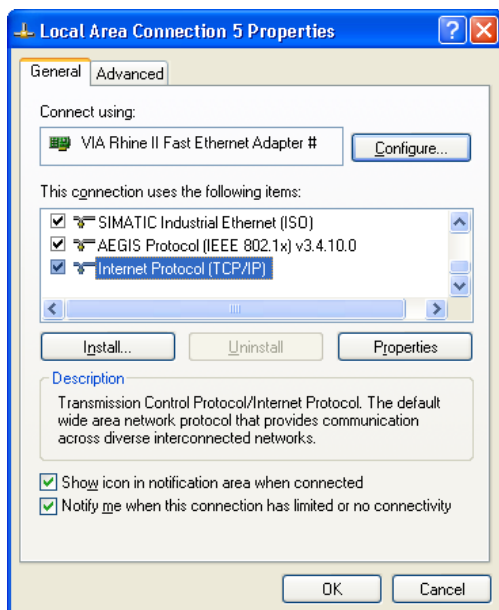 Local Area Connection 5 Properties
General
Advanced
Connect using:
VIA Rhine II Fast Ethernet Adapter #
Configure...
This connection uses the following items:
SIMATIC Industrial Ethernet (ISO)
AEGIS Protocol (IEEE 802.1x) v3.4.10.0
Internet Protocol (TCP/IP)
Install...
Uninstall
Properties
Description
Transmission Control Protocol/Internet Protocol. The default
wide area network protocol that provides communication
across diverse interconnected networks.
Show icon in notification area when connected
Notify me when this connection has limited or no connectivity
OK
Cancel